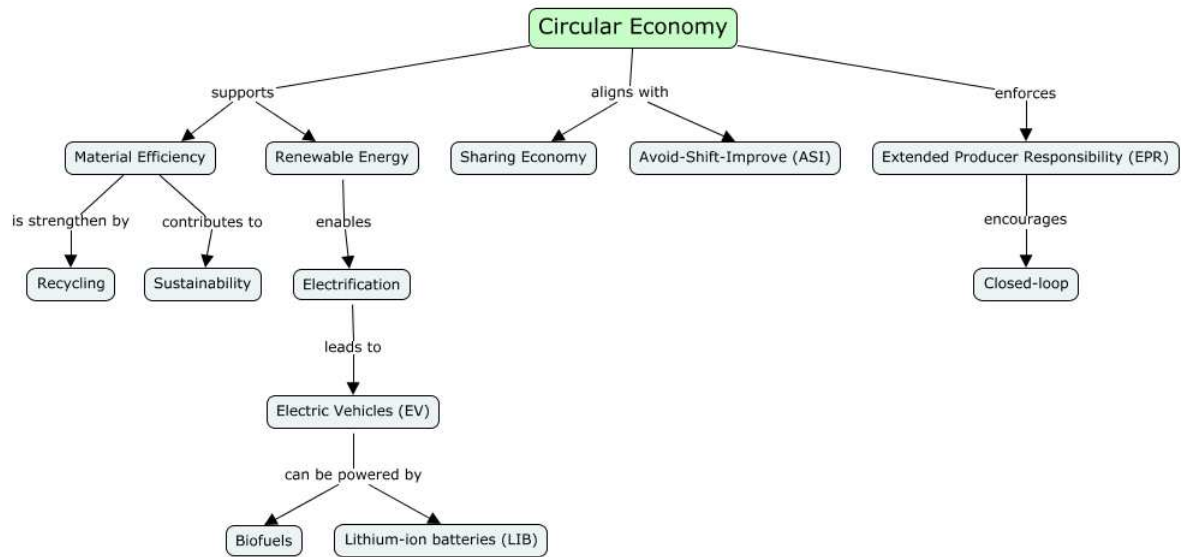 Circular Economy
supports
aligns with
enforces
Material Efficiency
Renewable Energy
Sharing Economy
Avoid-Shift-Improve (ASI)
Extended Producer Responsibility (EPR)
is strengthen by
contributes to
enables
encourages
Recycling
Sustainability
Electrification
Closed-loop
leads to
Electric Vehicles (EV)
can be powered by
Biofuels
Lithium-ion batteries (LIB)